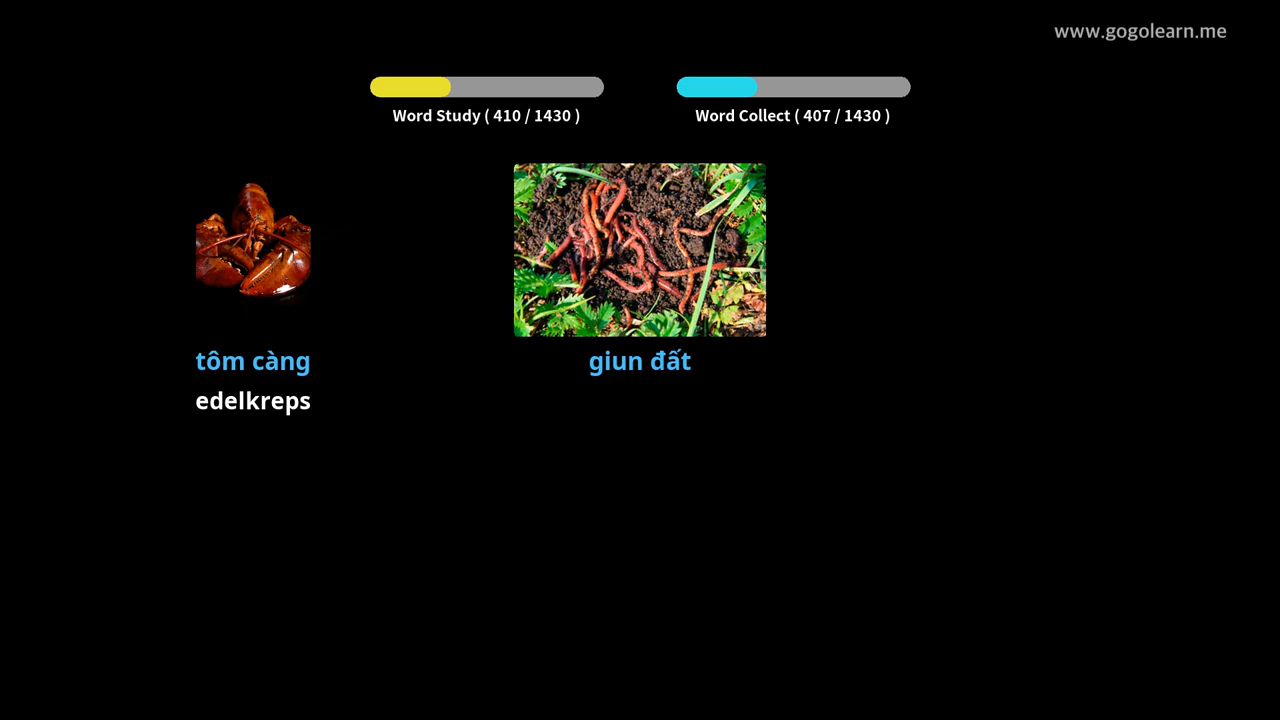 www.gogolearn.me
Word Study ( 410 / 1430 )
Word Collect ( 407 / 1430 )
tôm càng
edelkreps
giun đất